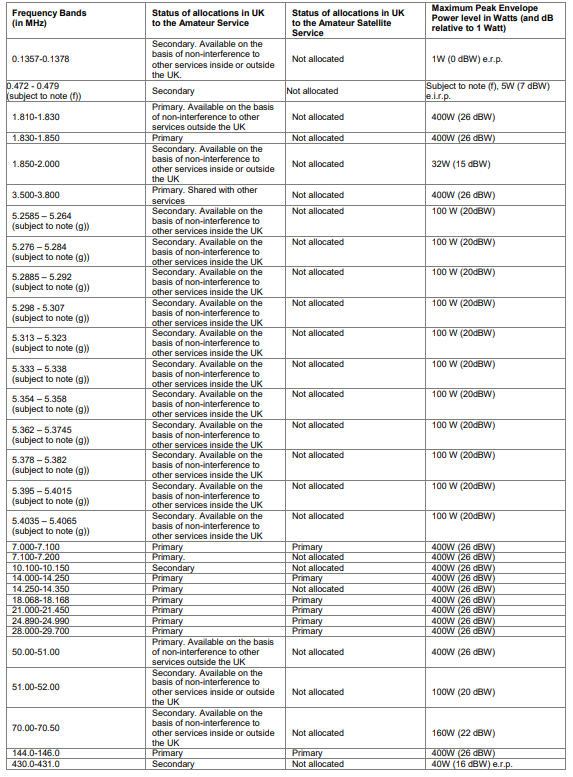 Frequency Bands
(in MHz)
Status of allocations in UK
to the Amateur Service
Status of allocations in UK
to the Amateur Satellite
Service
Maximum Peak Envelope
Power level in Watts (and dB
relative to 1 Watt)
0.1357-0.1378
Secondary. Available on the
basis of non-interference to
other services inside or outside
the UK.
Not allocated
1W (0 dBW) e.r.p.
0.472 - 0.479
(subject to note (f))
Secondary
Not allocated
Subject to note (f), 5W (7 dBW)
e.i.r.p.
1.810-1.830
Primary. Available on the basis
of non-interference to other
services outside the UK
Not allocated
400W (26 dBW)
1.830-1.850
Primary
Not allocated
400W (26 dBW)
1.850-2.000
Secondary. Available on the
basis of non-interference to
other services inside or outside
the UK
Not allocated
32W (15 dBW)
3.500-3.800
Primary. Shared with other
services
Not allocated
400W (26 dBW)
5.2585 – 5.264
(subject to note (g))
Secondary. Available on the
basis of non-interference to
other services inside the UK
Not allocated
100 W (20dBW)
5.276 – 5.284
(subject to note (g))
Secondary. Available on the
basis of non-interference to
other services inside the UK
Not allocated
100 W (20dBW)
5.2885 – 5.292
(subject to note (g))
Secondary. Available on the
basis of non-interference to
other services inside the UK
Not allocated
100 W (20dBW)
5.298 - 5.307
(subject to note (g))
Secondary. Available on the
basis of non-interference to
other services inside the UK
Not allocated
100 W (20dBW)
5.313 – 5.323
(subject to note (g))
Secondary. Available on the
basis of non-interference to
other services inside the UK
Not allocated
100 W (20dBW)
5.333 – 5.338
(subject to note (g))
Secondary. Available on the
basis of non-interference to
other services inside the UK
Not allocated
100 W (20dBW)
5.354 – 5.358
(subject to note (g))
Secondary. Available on the
basis of non-interference to
other services inside the UK
Not allocated
100 W (20dBW)
5.362 – 5.3745
(subject to note (g))
Secondary. Available on the
basis of non-interference to
other services inside the UK
Not allocated
100 W (20dBW)
5.378 – 5.382
(subject to note (g))
Secondary. Available on the
basis of non-interference to
other services inside the UK
Not allocated
100 W (20dBW)
5.395 – 5.4015
(subject to note (g))
Secondary. Available on the
basis of non-interference to
other services inside the UK
Not allocated
100 W (20dBW)
5.4035 – 5.4065
(subject to note (g))
Secondary. Available on the
basis of non-interference to
other services inside the UK
Not allocated
100 W (20dBW)
7.000-7.100
Primary
Primary
400W (26 dBW)
7.100-7.200
Primary.
Not allocated
400W (26 dBW)
10.100-10.150
Secondary
Not allocated
400W (26 dBW)
14.000-14.250
Primary
Primary
400W (26 dBW)
14.250-14.350
Primary
Not allocated
400W (26 dBW)
18.068-18.168
Primary
Primary
400W (26 dBW)
21.000-21.450
Primary
Primary
400W (26 dBW)
24.890-24.990
Primary
Primary
400W (26 dBW)
28.000-29.700
Primary
Primary
400W (26 dBW)
50.00-51.00
Primary. Available on the basis
of non-interference to other
services outside the UK
Not allocated
400W (26 dBW)
51.00-52.00
Secondary. Available on the
basis of non-interference to
other services inside or outside
the UK
Not allocated
100W (20 dBW)
70.00-70.50
Secondary. Available on the
basis of non-interference to
other services inside or outside
the UK
Not allocated
160W (22 dBW)
144.0-146.0
Primary
Primary
400W (26 dBW)
430.0-431.0
Secondary
Not allocated
40W (16 dBW) e.r.p.